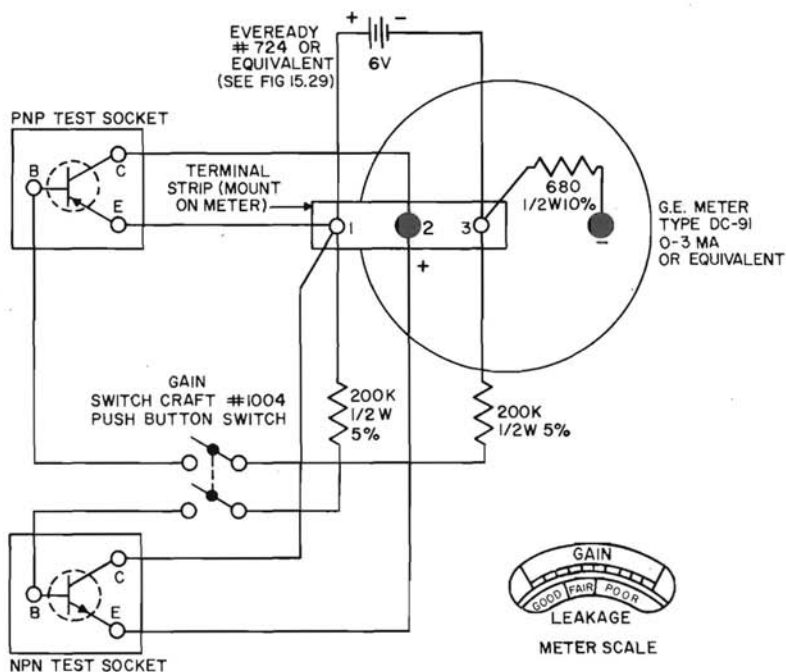 + -
EVEREADY
# 724 OR
EQUIVALENT
(SEE FIG 15.29)
6V
PNP TEST SOCKET
B
C
E
TERMINAL
STRIP (MOUNT
ON METER)
1
2
3
+
-
680
1/2W10%
G.E. METER
TYPE DC-91
0-3 MA
OR EQUIVALENT
GAIN
SWITCH CRAFT #1004
PUSH BUTTON SWITCH
200K
1/2 W
5%
200K
1/2W 5%
B
C
E
NPN TEST SOCKET
GAIN
GOOD FAIR POOR
LEAKAGE
METER SCALE